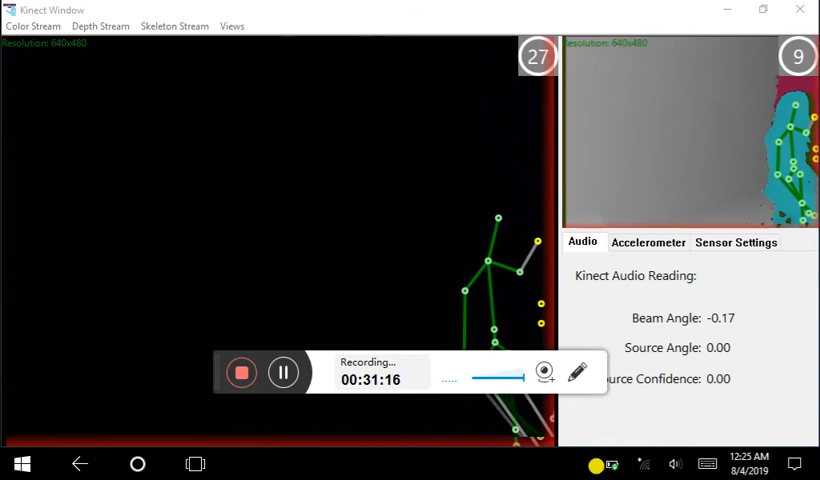 Kinect Window
Color Stream Depth Stream Skeleton Stream Views
Resolution: 640x480
27
Resolution: 640x480
9
Audio Accelerometer Sensor Settings
Kinect Audio Reading:
Beam Angle: -0.17
Source Angle: 0.00
ource Confidence: 0.00
Recording...
00:31:16
12:25 AM
8/4/2019